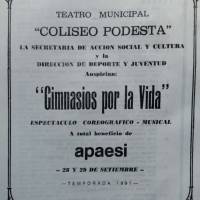 TEATRO MUNICIPAL
"COLISEO PODESTA"
LA SECRETARIA DE ACCION SOCIAL Y CULTURA
y la
DIRECCION DE DEPORTE Y JUVENTUD
Auspician:
"Gimnasios por la Vida"
ESPECTACULO COREOGRAFICO - MUSICAL
A total beneficio de
apaesi
— 28 Y 29 DE SETIEMBRE —
—TEMPORADA 1991—